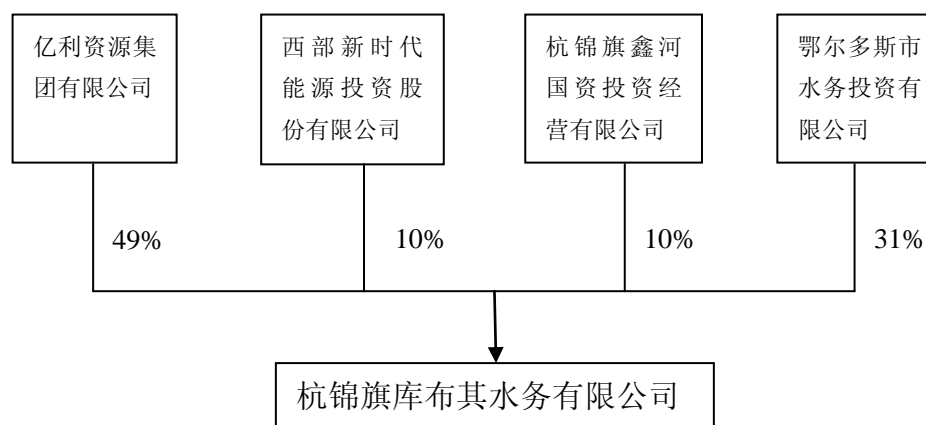 亿利资源集
团有限公司
西部新时代
能源投资股
份有限公司
杭锦旗鑫河
国资投资经
营有限公司
鄂尔多斯市
水务投资有
限公司
49%
10%
10%
31%
杭锦旗库布其水务有限公司